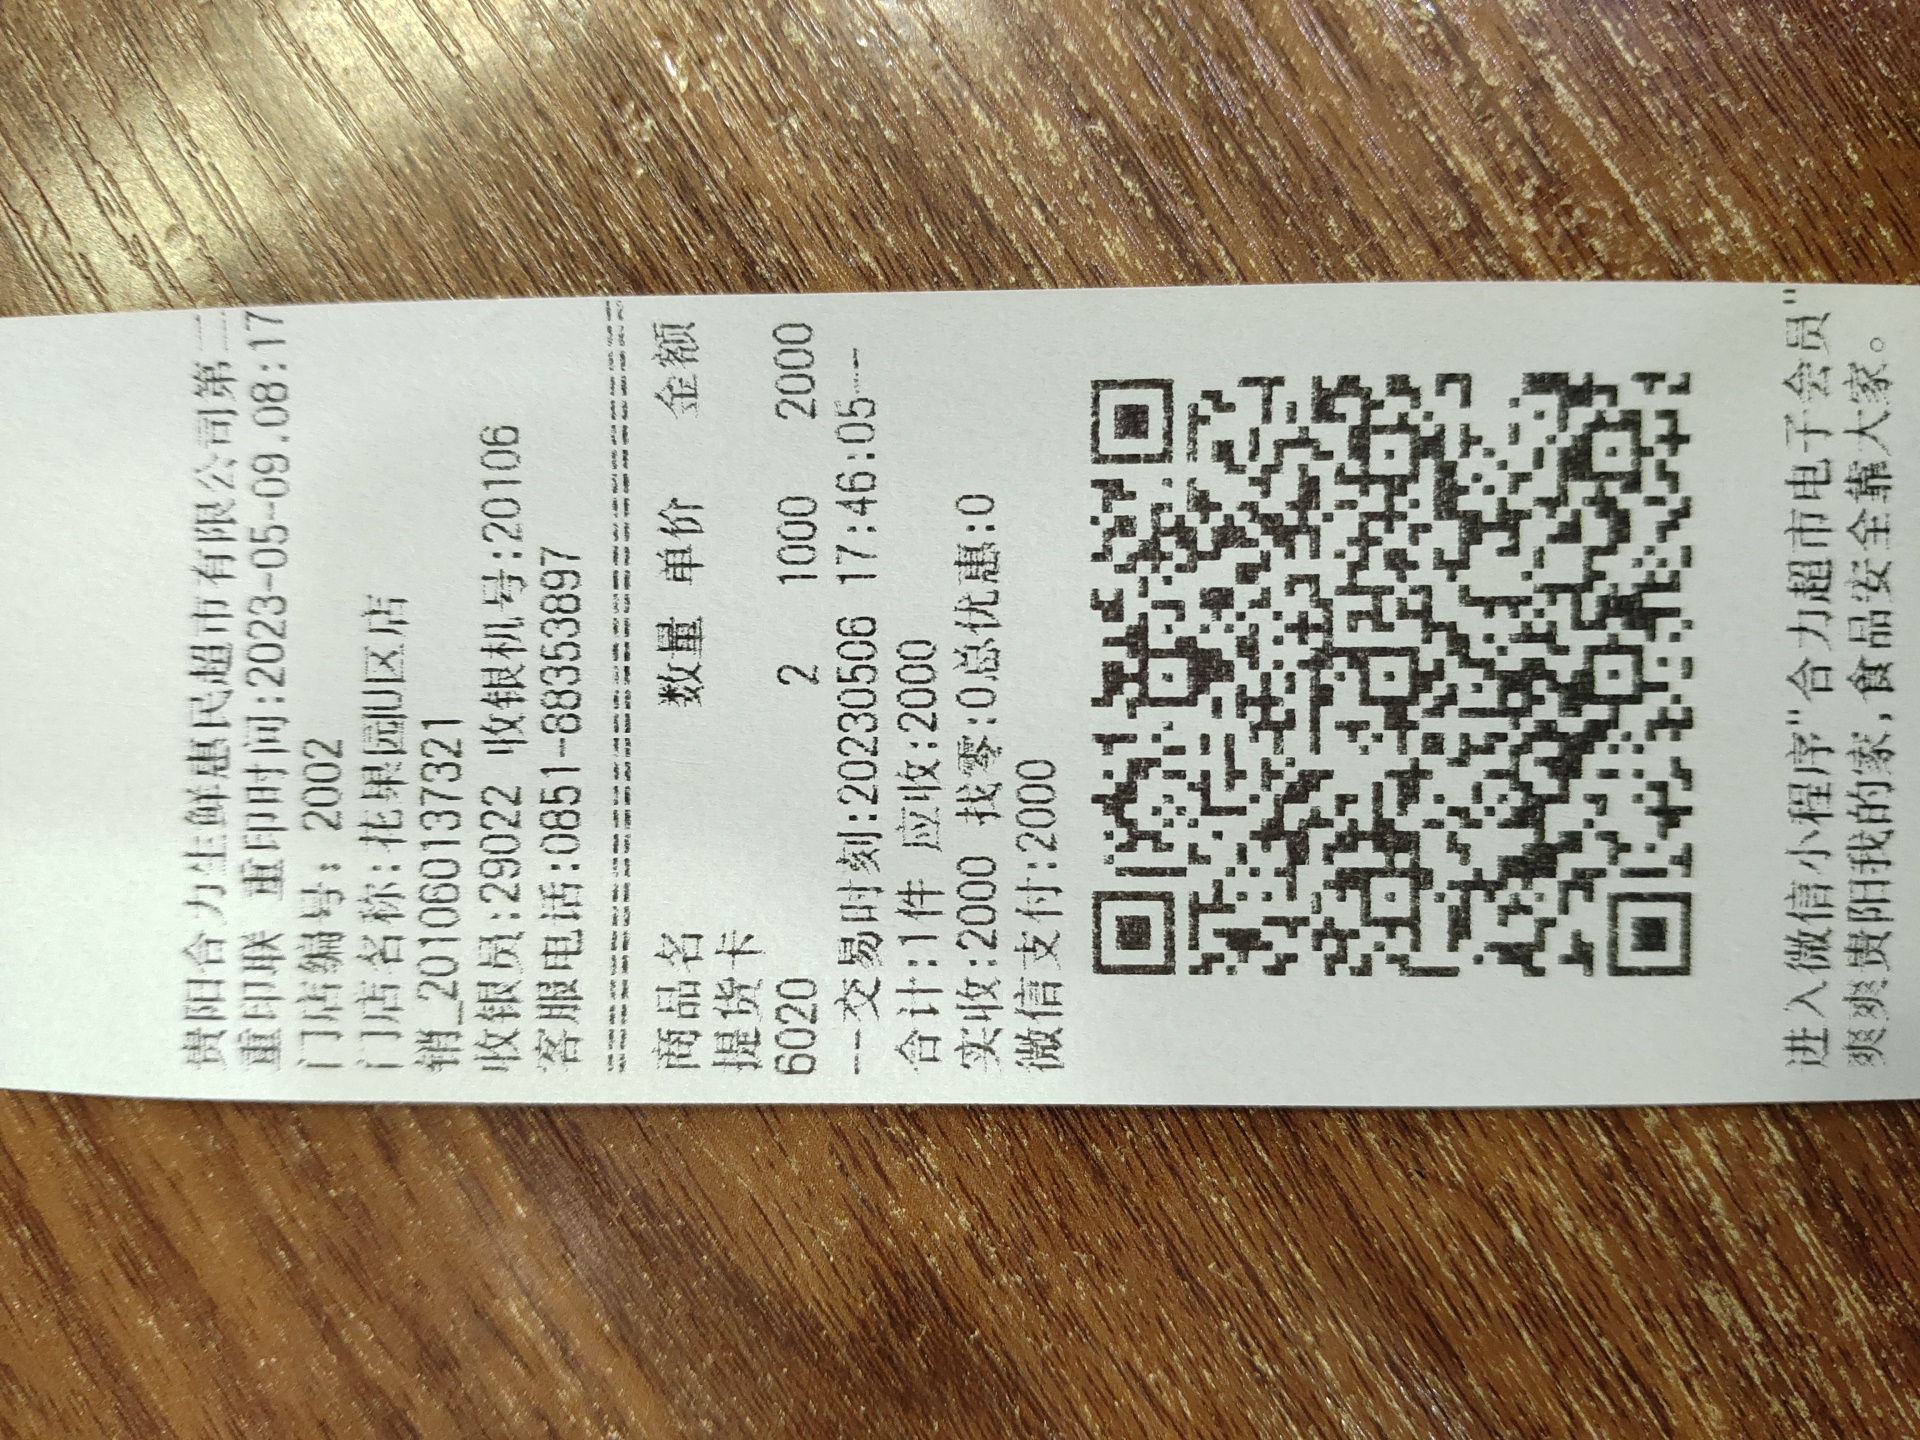 贵阳合力生鲜惠民超市有限公司第二
重印联 重印时间:2023-05-09.08:17
门店编号: 2002
门店名称:花果园U区店
销_201060137321
收银员:29022 收银机号:20106
客服电话:0851-88353897
商品名 数量 单价 金额
提货卡
6020 2 1000 2000
--交易时刻:20230506 17:46:05--
合计:1件 应收:2000
实收:2000 找零:0总优惠:0
微信支付:2000
进入微信小程序"合力超市电子会员"
爽爽贵阳我的家,食品安全靠大家。